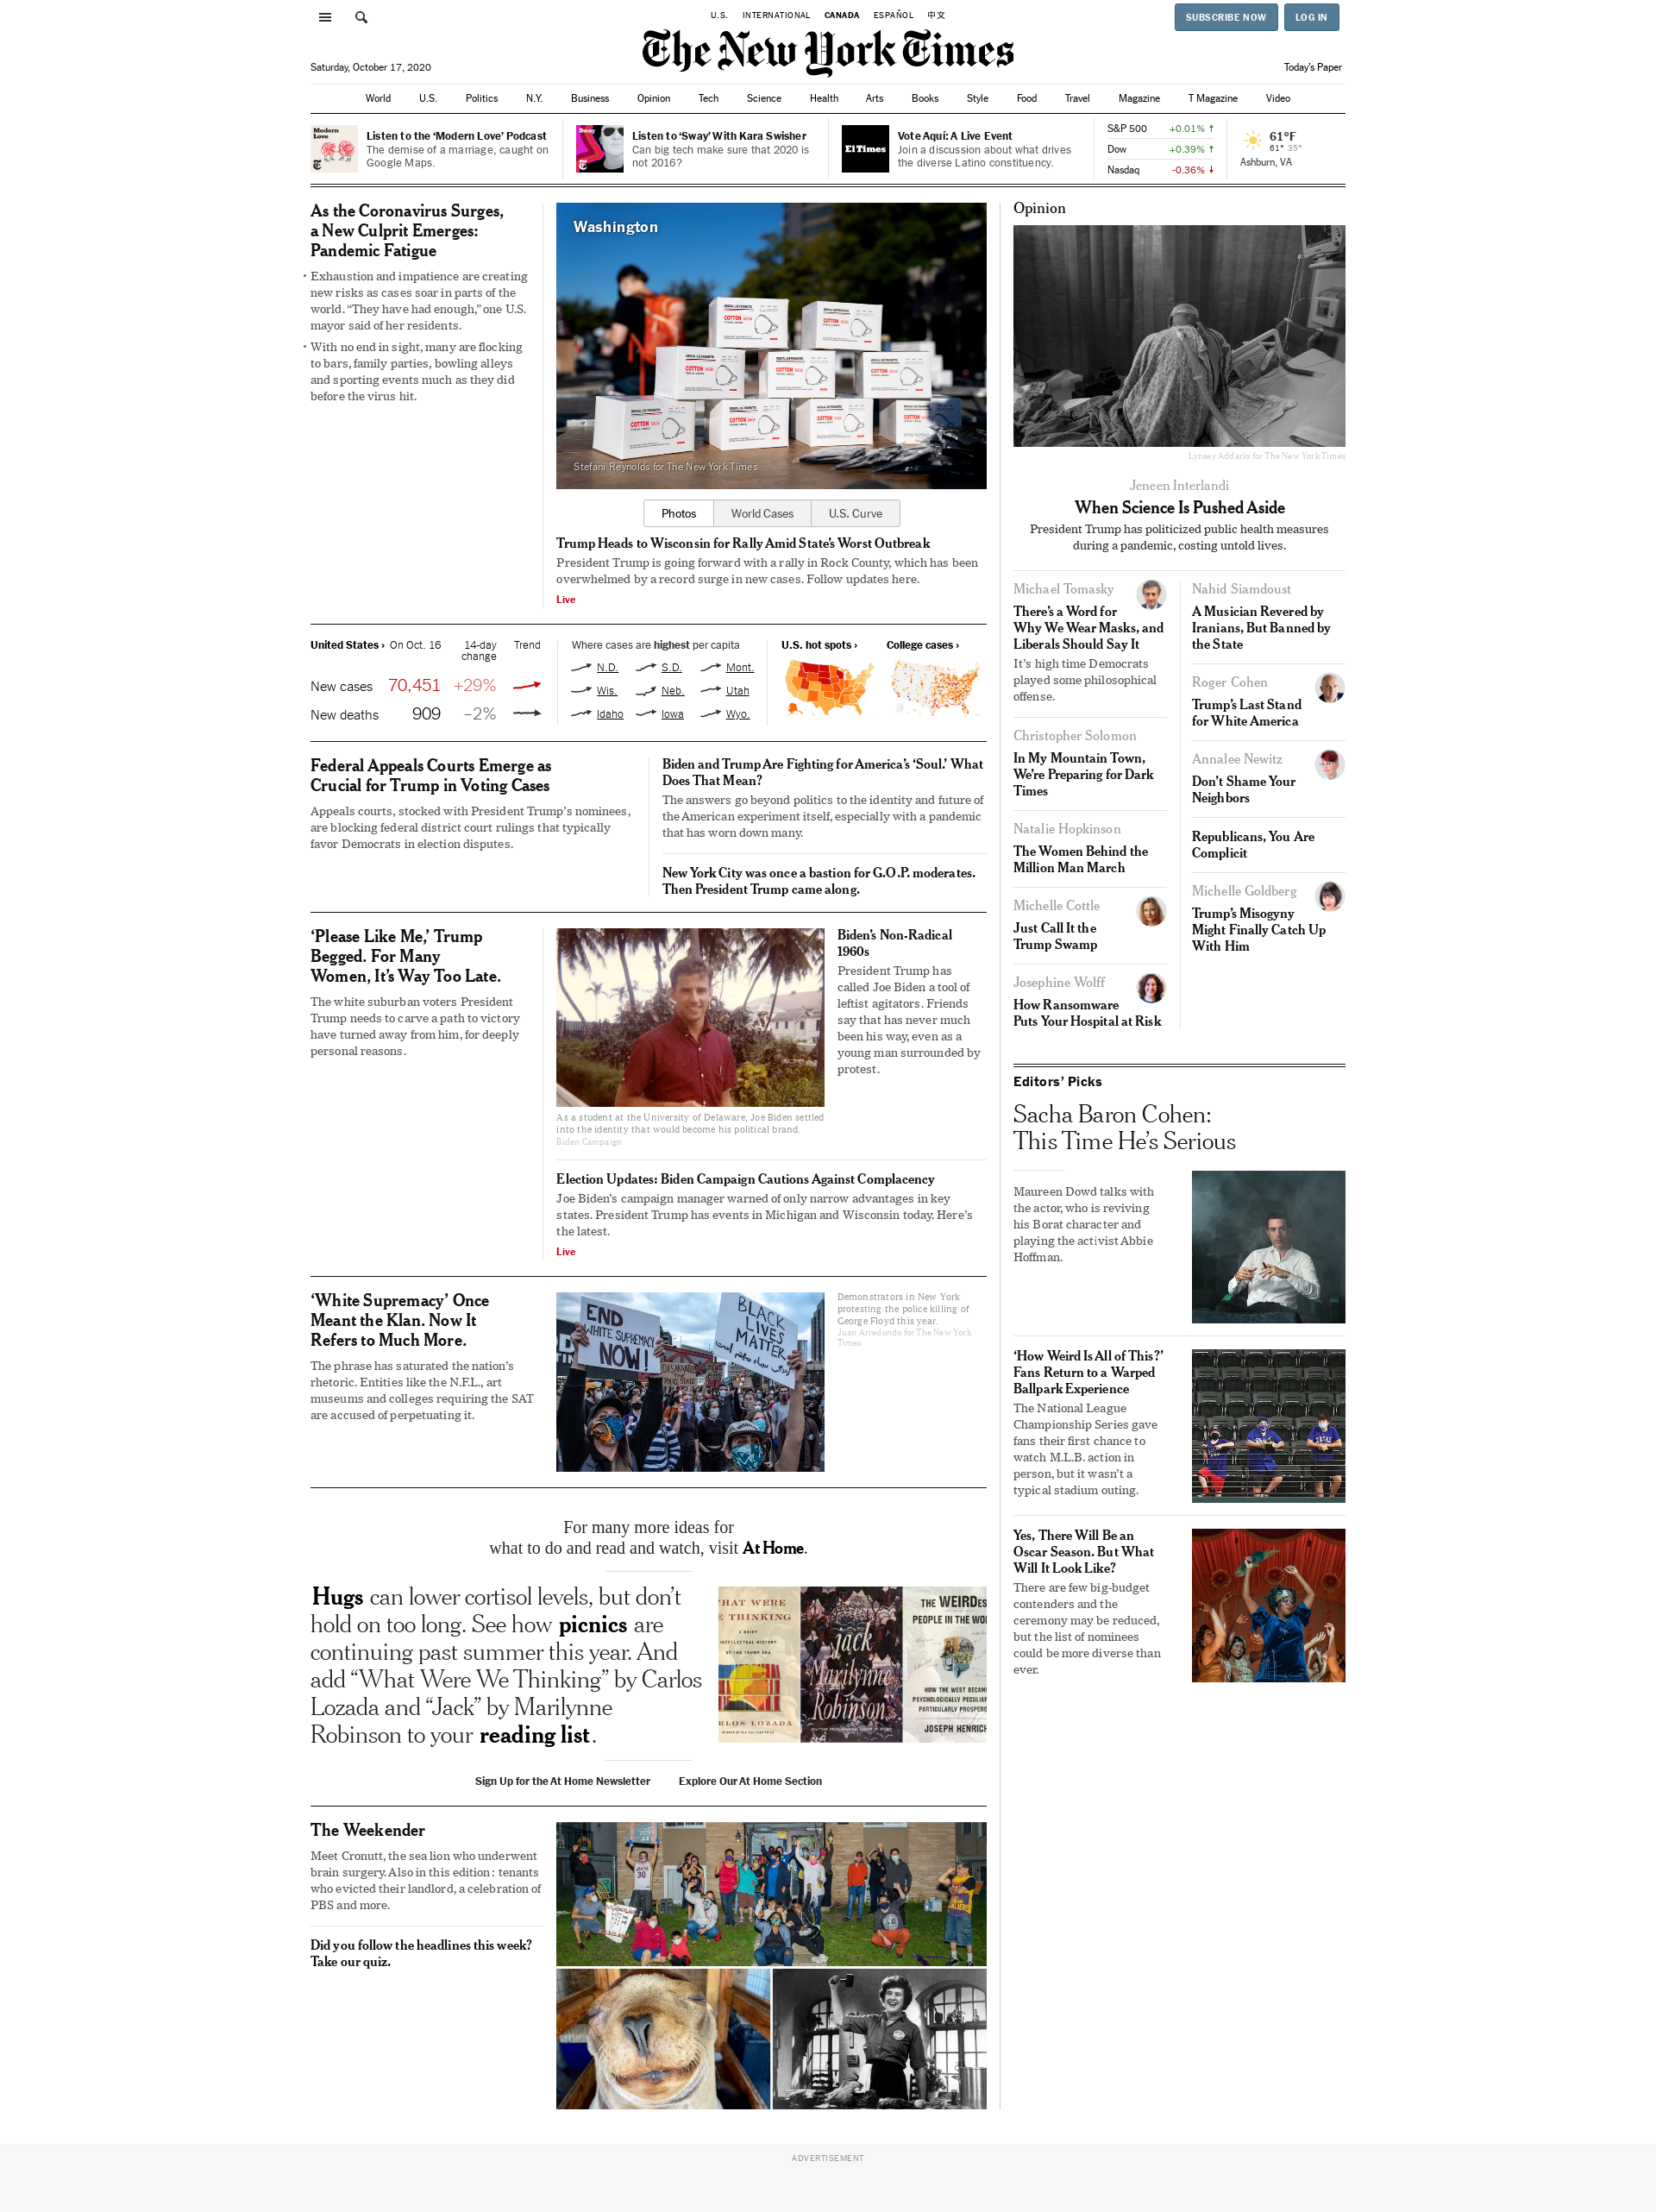 U.S. INTERNATIONAL CANADA ESPAÑOL 中文
SUBSCRIBE NOW LOG IN
The New York Times
Saturday, October 17, 2020
Today's Paper
World U.S. Politics N.Y. Business Opinion Tech Science Health Arts Books Style Food Travel Magazine T Magazine Video
Modern
Love
Listen to the ‘Modern Love’ Podcast
The demise of a marriage, caught on
Google Maps.
Sway
Listen to ‘Sway’ With Kara Swisher
Can big tech make sure that 2020 is
not 2016?
El Times
Vote Aquí: A Live Event
Join a discussion about what drives
the diverse Latino constituency.
S&P 500 +0.01% ↑
Dow +0.39% ↑
Nasdaq -0.36% ↓
61°F
61° 35°
Ashburn, VA
As the Coronavirus Surges,
a New Culprit Emerges:
Pandemic Fatigue
• Exhaustion and impatience are creating
new risks as cases soar in parts of the
world. “They have had enough,” one U.S.
mayor said of her residents.
• With no end in sight, many are flocking
to bars, family parties, bowling alleys
and sporting events much as they did
before the virus hit.
Washington
COTTON
COTTON
COTTON
COTTON
COTTON
COTTON
COTTON
COTTON
Stefani Reynolds for The New York Times
Photos World Cases U.S. Curve
Trump Heads to Wisconsin for Rally Amid State’s Worst Outbreak
President Trump is going forward with a rally in Rock County, which has been
overwhelmed by a record surge in new cases. Follow updates here.
Live
United States › On Oct. 16 14-day
change Trend
New cases 70,451 +29%
New deaths 909 –2%
Where cases are highest per capita
N.D. S.D. Mont.
Wis. Neb. Utah
Idaho Iowa Wyo.
U.S. hot spots › College cases ›
Federal Appeals Courts Emerge as
Crucial for Trump in Voting Cases
Appeals courts, stocked with President Trump’s nominees,
are blocking federal district court rulings that typically
favor Democrats in election disputes.
Biden and Trump Are Fighting for America’s ‘Soul.’ What
Does That Mean?
The answers go beyond politics to the identity and future of
the American experiment itself, especially with a pandemic
that has worn down many.
New York City was once a bastion for G.O.P. moderates.
Then President Trump came along.
‘Please Like Me,’ Trump
Begged. For Many
Women, It’s Way Too Late.
The white suburban voters President
Trump needs to carve a path to victory
have turned away from him, for deeply
personal reasons.
As a student at the University of Delaware, Joe Biden settled
into the identity that would become his political brand.
Biden Campaign
Biden’s Non-Radical
1960s
President Trump has
called Joe Biden a tool of
leftist agitators. Friends
say that has never much
been his way, even as a
young man surrounded by
protest.
Election Updates: Biden Campaign Cautions Against Complacency
Joe Biden’s campaign manager warned of only narrow advantages in key
states. President Trump has events in Michigan and Wisconsin today. Here’s
the latest.
Live
‘White Supremacy’ Once
Meant the Klan. Now It
Refers to Much More.
The phrase has saturated the nation’s
rhetoric. Entities like the N.F.L., art
museums and colleges requiring the SAT
are accused of perpetuating it.
END
WHITE SUPREMACY
NOW!
BLACK
LIVES
MATTER
Demonstrators in New York
protesting the police killing of
George Floyd this year.
Juan Arredondo for The New York
Times
For many more ideas for
what to do and read and watch, visit At Home.
Hugs can lower cortisol levels, but don’t
hold on too long. See how picnics are
continuing past summer this year. And
add “What Were We Thinking” by Carlos
Lozada and “Jack” by Marilynne
Robinson to your reading list.
HAT WERE
THINKING
A BRIEF
INTELLECTUAL HISTORY
OF THE TRUMP ERA
RLOS LOZADA
jack
Marilynne
Robinson
THE WEIRDES
PEOPLE IN THE WO
HOW THE WEST BECAM
PSYCHOLOGICALLY PECULIAR
PARTICULARLY PROSPERO
JOSEPH HENRICH
Sign Up for the At Home Newsletter Explore Our At Home Section
The Weekender
Meet Cronutt, the sea lion who underwent
brain surgery. Also in this edition: tenants
who evicted their landlord, a celebration of
PBS and more.
Did you follow the headlines this week?
Take our quiz.
30
Opinion
Lynsey Addario for The New York Times
Jeneen Interlandi
When Science Is Pushed Aside
President Trump has politicized public health measures
during a pandemic, costing untold lives.
Michael Tomasky
There’s a Word for
Why We Wear Masks, and
Liberals Should Say It
It’s high time Democrats
played some philosophical
offense.
Christopher Solomon
In My Mountain Town,
We’re Preparing for Dark
Times
Natalie Hopkinson
The Women Behind the
Million Man March
Michelle Cottle
Just Call It the
Trump Swamp
Josephine Wolff
How Ransomware
Puts Your Hospital at Risk
Nahid Siamdoust
A Musician Revered by
Iranians, But Banned by
the State
Roger Cohen
Trump’s Last Stand
for White America
Annalee Newitz
Don’t Shame Your
Neighbors
Republicans, You Are
Complicit
Michelle Goldberg
Trump’s Misogyny
Might Finally Catch Up
With Him
Editors’ Picks
Sacha Baron Cohen:
This Time He’s Serious
Maureen Dowd talks with
the actor, who is reviving
his Borat character and
playing the activist Abbie
Hoffman.
‘How Weird Is All of This?’
Fans Return to a Warped
Ballpark Experience
The National League
Championship Series gave
fans their first chance to
watch M.L.B. action in
person, but it wasn’t a
typical stadium outing.
Yes, There Will Be an
Oscar Season. But What
Will It Look Like?
There are few big-budget
contenders and the
ceremony may be reduced,
but the list of nominees
could be more diverse than
ever.
ADVERTISEMENT